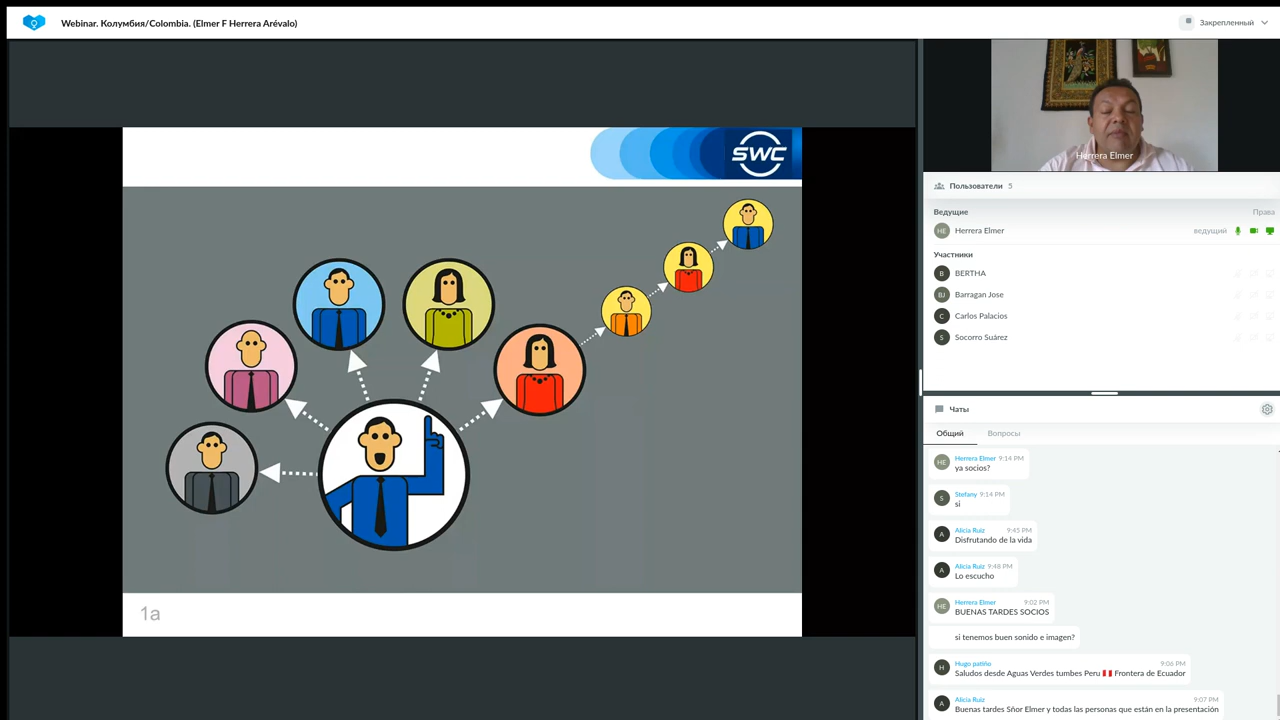 Webinar. Колумбия/Colombia. (Elmer F Herrera Arévalo)
Закрепленный
SWC
1a
Herrera Elmer
Пользователи 5
Ведущие
Права
HE
Herrera Elmer
ведущий
Участники
B
BERTHA
BJ
Barragan Jose
C
Carlos Palacios
S
Socorro Suárez
Чаты
Общий
Вопросы
HE
Herrera Elmer 9:14 PM
ya socios?
S
Stefany 9:14 PM
si
A
Alicia Ruiz 9:45 PM
Disfrutando de la vida
A
Alicia Ruiz 9:48 PM
Lo escucho
HE
Herrera Elmer 9:02 PM
BUENAS TARDES SOCIOS
si tenemos buen sonido e imagen?
H
Hugo patiño 9:06 PM
Saludos desde Aguas Verdes tumbes Peru 🇵🇪 Frontera de Ecuador
A
Alicia Ruiz 9:07 PM
Buenas tardes Sñor Elmer y todas las personas que están en la presentación